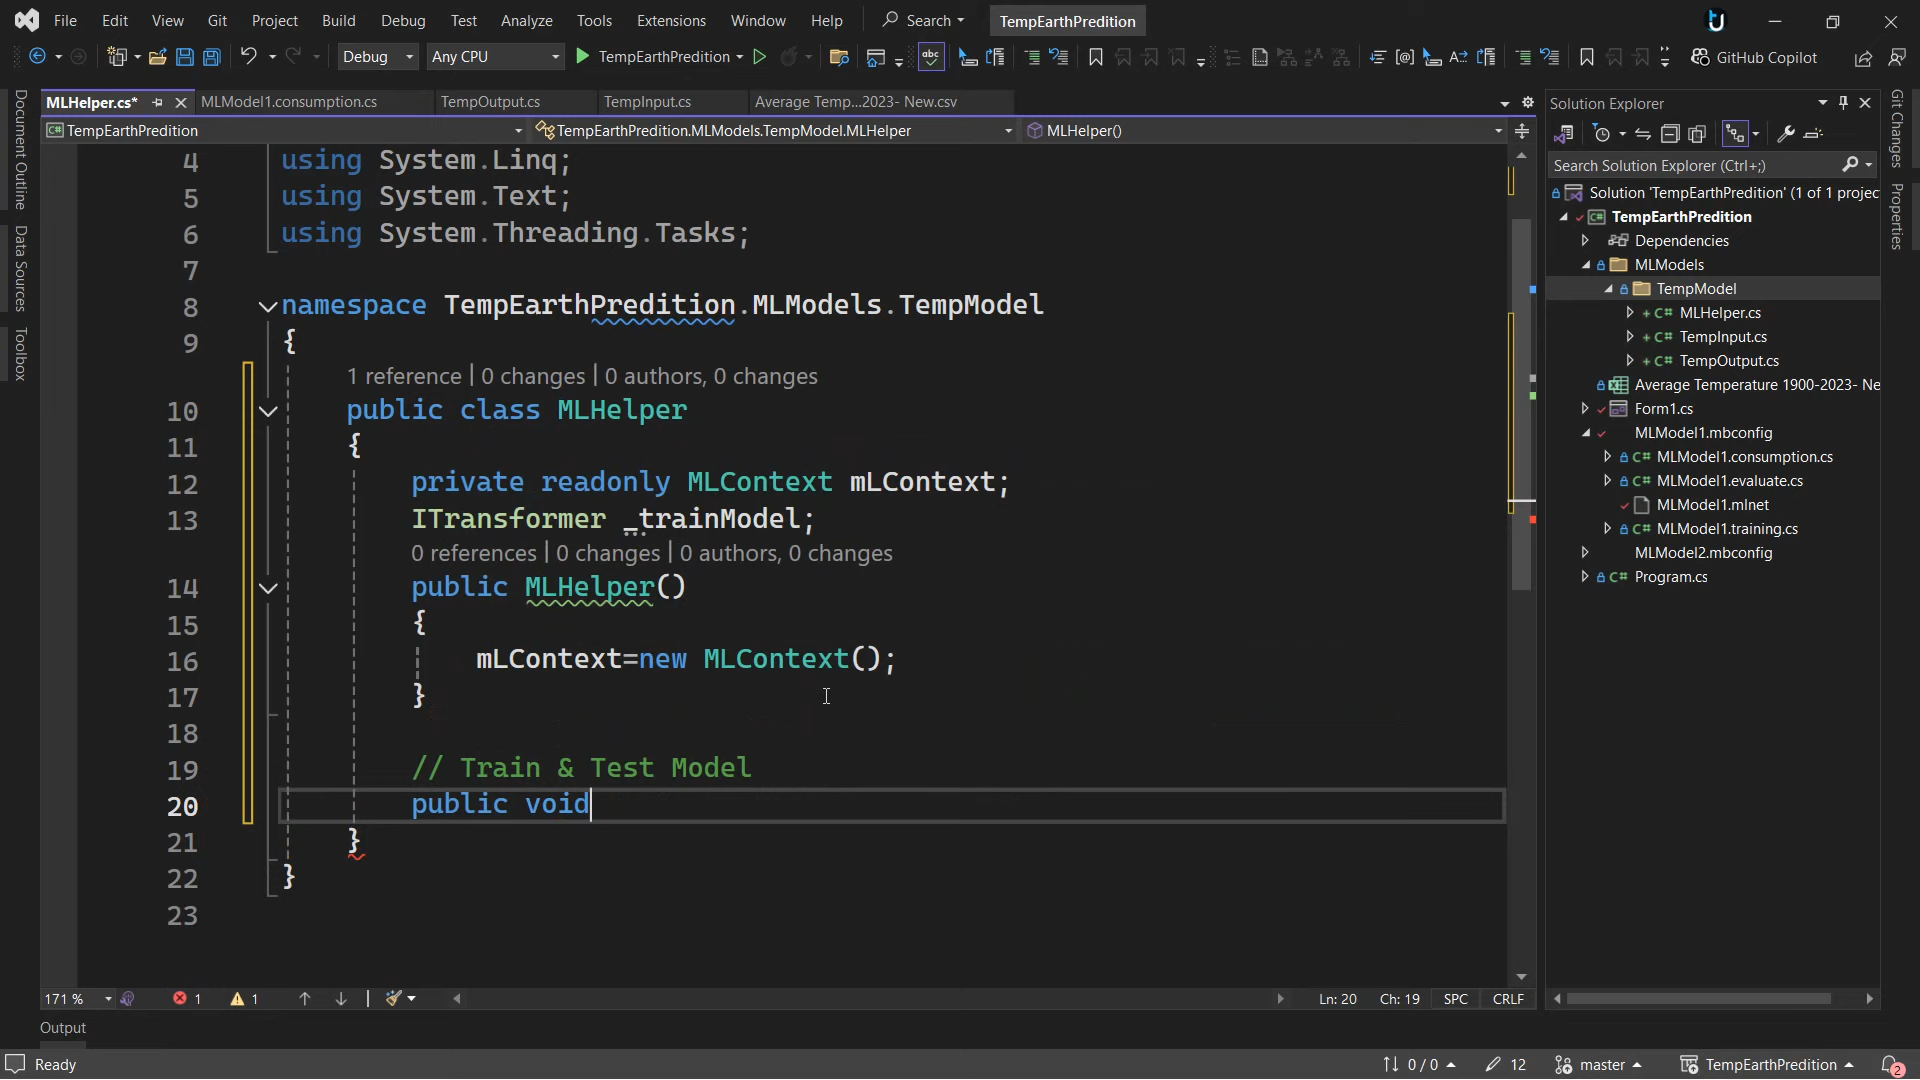 File Edit View Git Project Build Debug Test Analyze Tools Extensions Window Help Search TempEarthPredition
Debug Any CPU TempEarthPredition GitHub Copilot
MLHelper.cs* MLModel1.consumption.cs TempOutput.cs TempInput.cs Average Temp...2023- New.csv
TempEarthPredition TempEarthPredition.MLModels.TempModel.MLHelper MLHelper()
Document Outline
Data Sources
Toolbox
4 using System.Linq;
5 using System.Text;
6 using System.Threading.Tasks;
7
8 namespace TempEarthPredition.MLModels.TempModel
9 {
1 reference | 0 changes | 0 authors, 0 changes
10 public class MLHelper
11 {
12 private readonly MLContext mLContext;
13 ITransformer _trainModel;
0 references | 0 changes | 0 authors, 0 changes
14 public MLHelper()
15 {
16 mLContext=new MLContext();
17 }
18
19 // Train & Test Model
20 public void
21 }
22 }
23
171 % 1 1 Ln: 20 Ch: 19 SPC CRLF
Output
Ready 0 / 0 12 master TempEarthPredition 2
Solution Explorer
Search Solution Explorer (Ctrl+;)
Solution 'TempEarthPredition' (1 of 1 projec
TempEarthPredition
Dependencies
MLModels
TempModel
MLHelper.cs
TempInput.cs
TempOutput.cs
Average Temperature 1900-2023- Ne
Form1.cs
MLModel1.mbconfig
MLModel1.consumption.cs
MLModel1.evaluate.cs
MLModel1.mlnet
MLModel1.training.cs
MLModel2.mbconfig
Program.cs
Git Changes
Properties